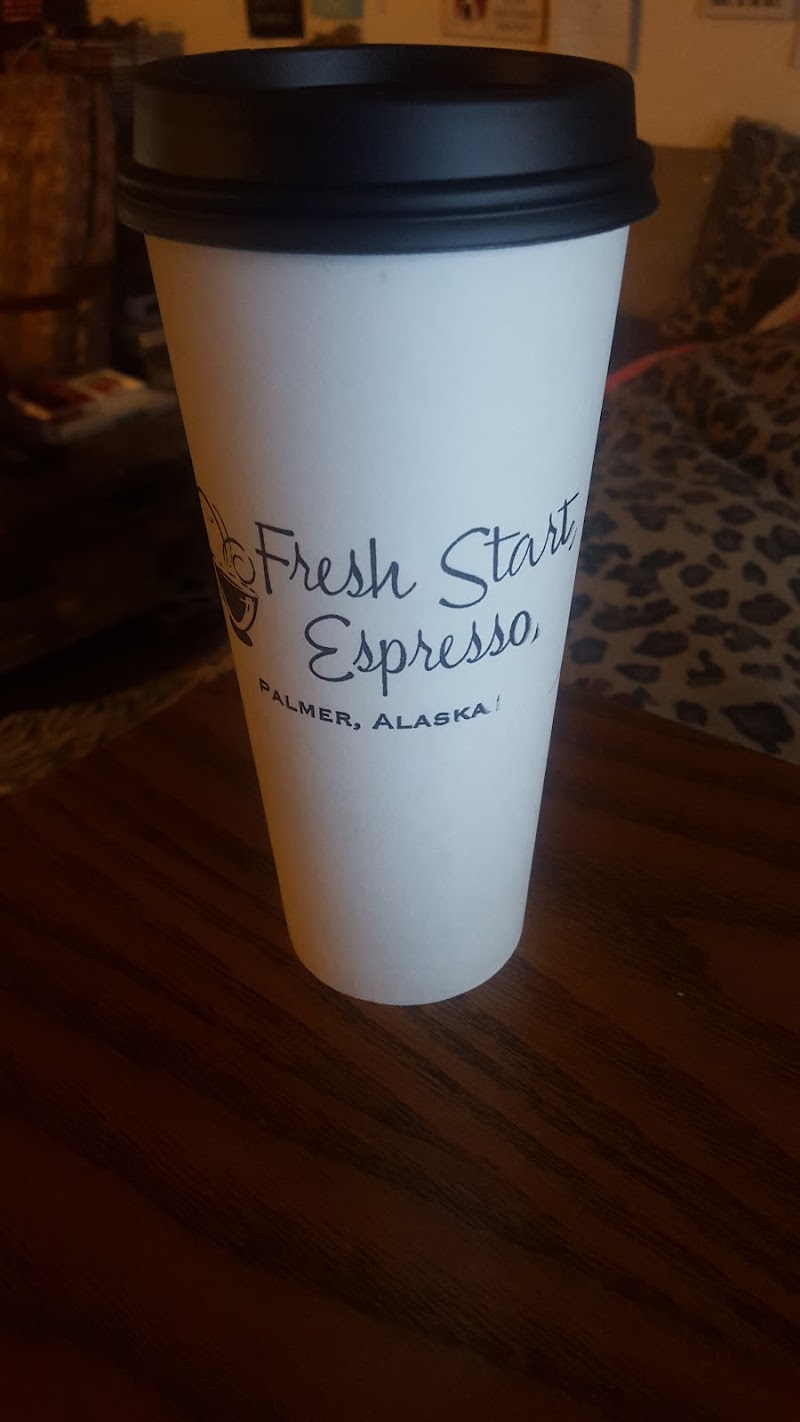 Fresh Start,
Espresso,
PALMER, ALASKA